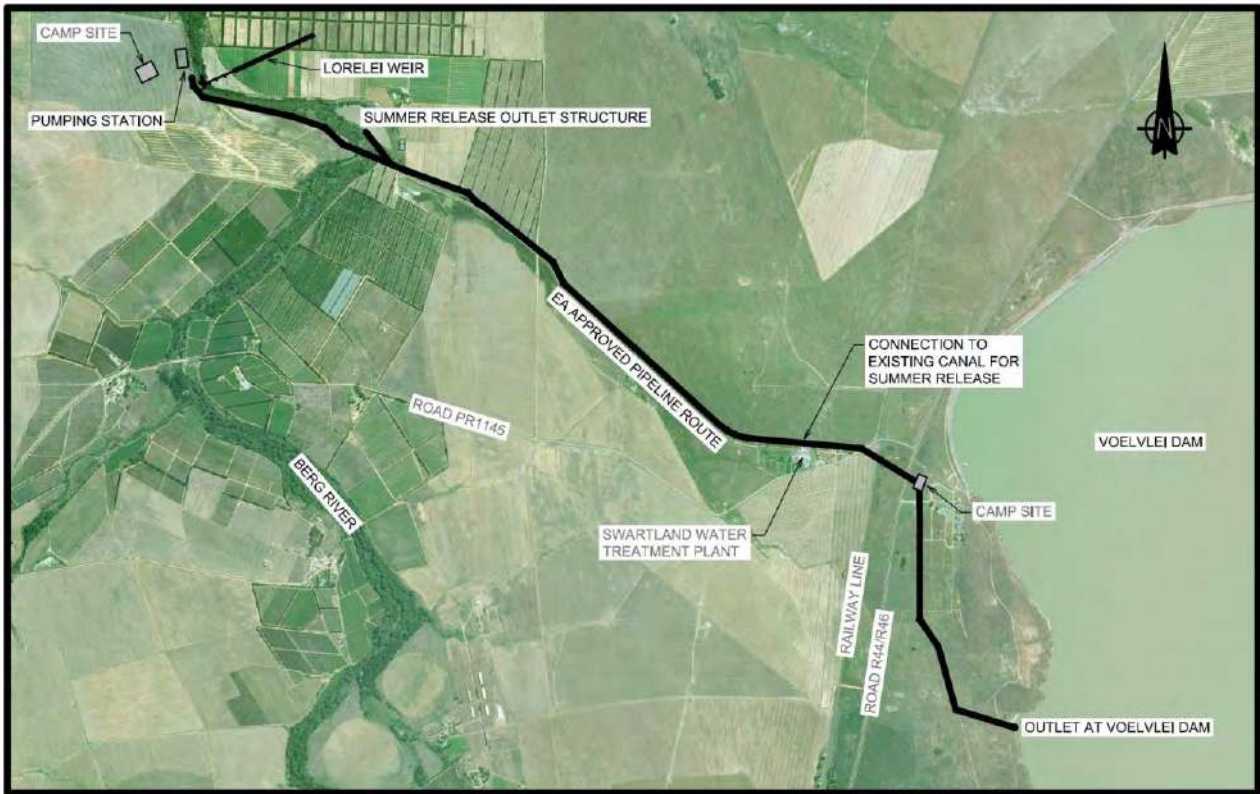 CAMP SITE
LORELEI WEIR
PUMPING STATION
SUMMER RELEASE OUTLET STRUCTURE
N
EA APPROVED PIPELINE ROUTE
CONNECTION TO
EXISTING CANAL FOR
SUMMER RELEASE
ROAD PR1145
VOELVLEI DAM
BERG RIVER
CAMP SITE
SWARTLAND WATER
TREATMENT PLANT
RAILWAY LINE
ROAD R44/R46
OUTLET AT VOELVLEI DAM